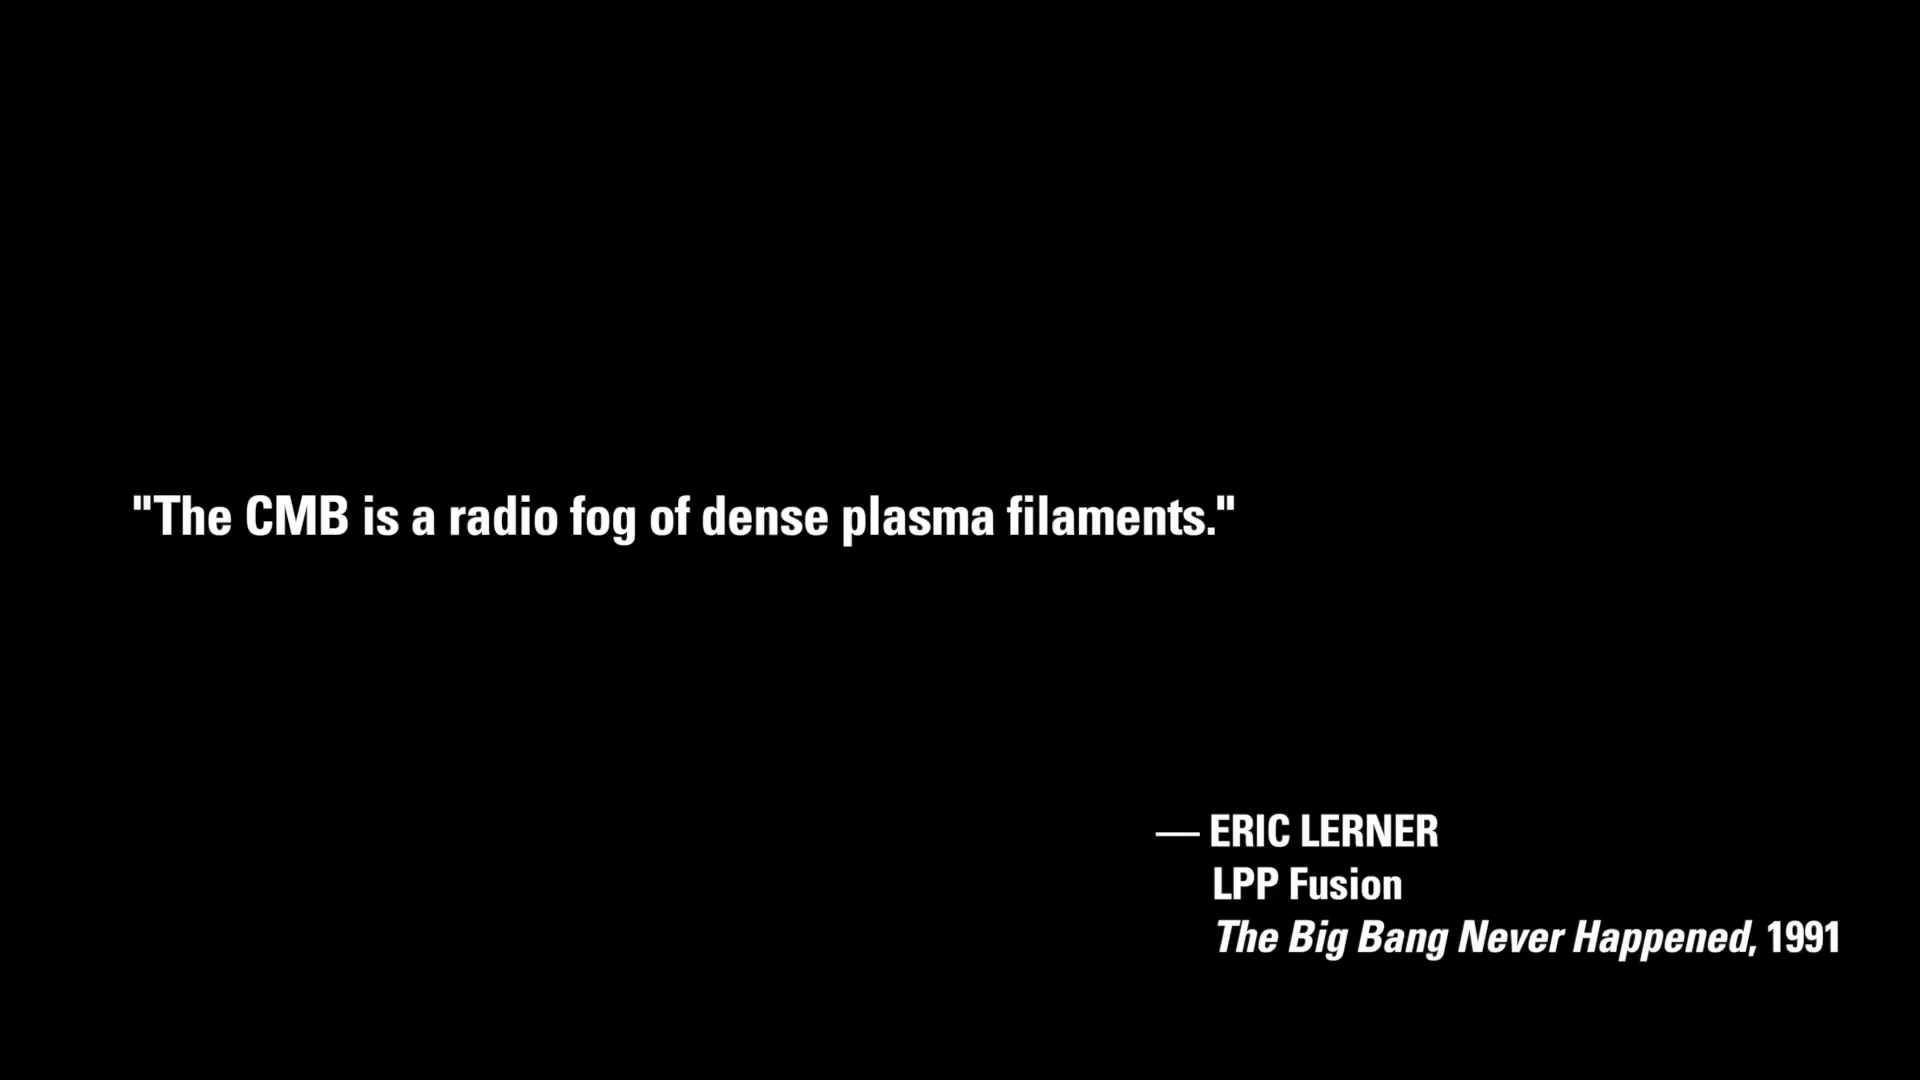 "The CMB is a radio fog of dense plasma filaments."
— ERIC LERNER
LPP Fusion
The Big Bang Never Happened, 1991